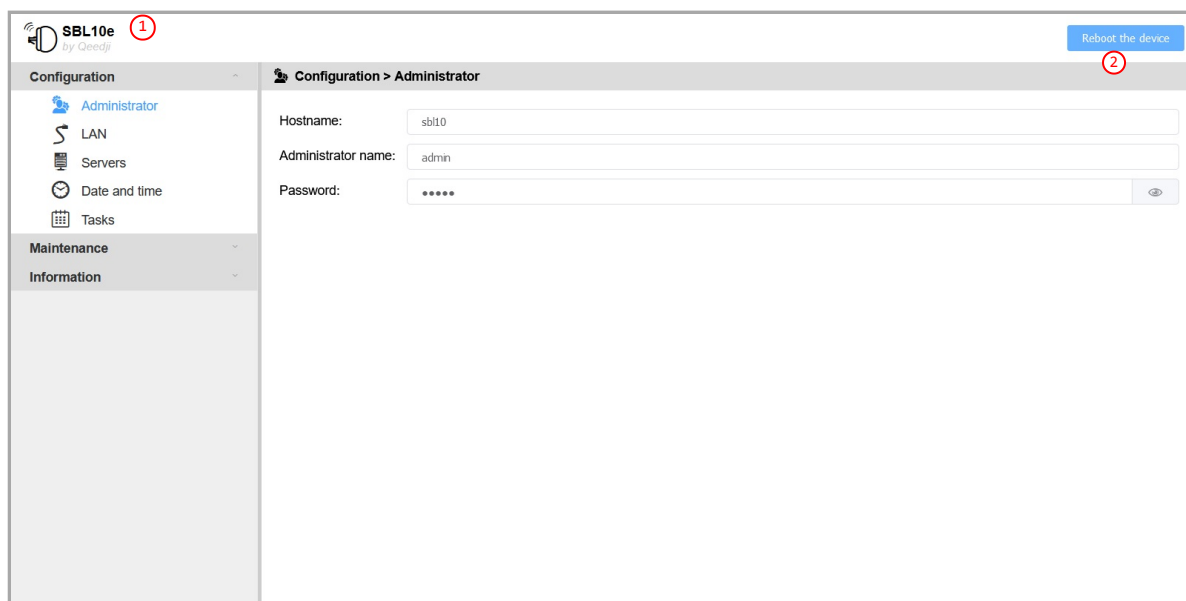 SBL10e
by Qeedji
1
Reboot the device
2
Configuration
Administrator
LAN
Servers
Date and time
Tasks
Maintenance
Information
Configuration > Administrator
Hostname: sbl10
Administrator name: admin
Password: •••••